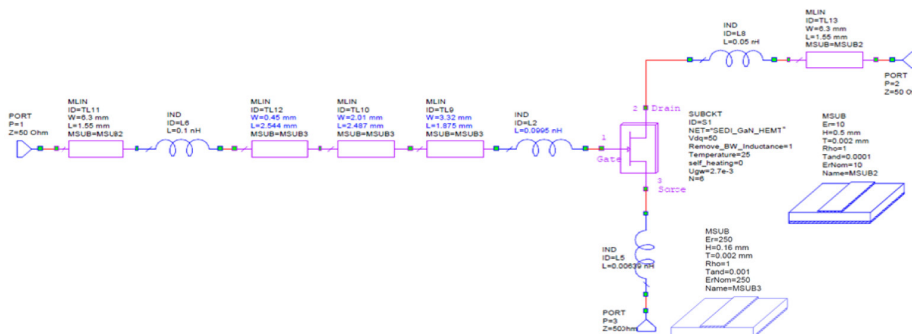 PORT
P=1
Z=50 Ohm
MLIN
ID=TL11
W=6.3 mm
L=1.55 mm
MSUB=MSUB2
IND
ID=L6
L=0.1 nH
MLIN
ID=TL12
W=0.45 mm
L=2.544 mm
MSUB=MSUB3
MLIN
ID=TL10
W=2.01 mm
L=2.487 mm
MSUB=MSUB3
MLIN
ID=TL9
W=3.32 mm
L=1.875 mm
MSUB=MSUB3
IND
ID=L2
L=0.0995 nH
IND
ID=L8
L=0.05 nH
MLIN
ID=TL13
W=6.3 mm
L=1.55 mm
MSUB=MSUB2
PORT
P=2
Z=50 O
2 Drain
1
Gate
3
SUBCKT
ID=S1
NET="SEDI_GaN_HEMT"
Vdq=50
Remove_BW_Inductance=1
Temperature=25
self_heating=0
Ugw=2.7e-3
N=6
MSUB
Er=10
H=0.5 mm
T=0.002 mm
Rho=1
Tand=0.0001
ErNom=10
Name=MSUB2
IND
ID=L5
L=0.00639 nH
MSUB
Er=250
H=0.16 mm
T=0.002 mm
Rho=1
Tand=0.001
ErNom=250
Name=MSUB3
PORT
P=3
Z=50Ohm